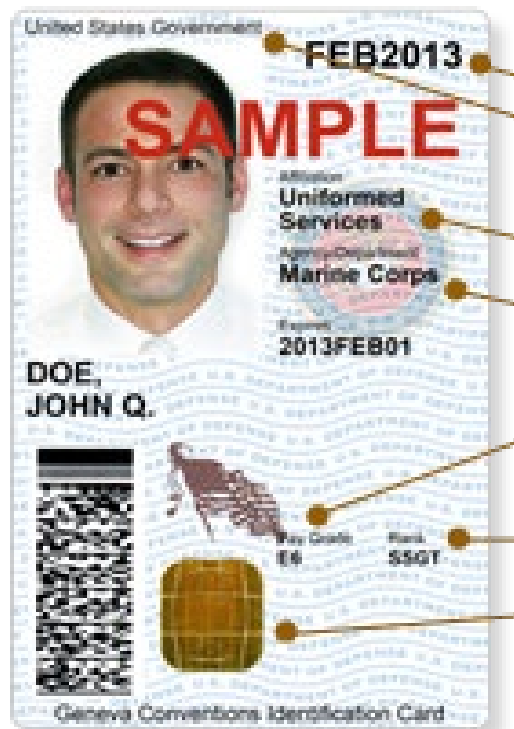 United States Government
FEB2013
SAMPLE
Affiliation
Uniformed
Services
Agency/Department
Marine Corps
Expires
2013FEB01
DOE,
JOHN Q.
Pay Grade
E6
Rank
SSGT
Geneva Conventions Identification Card